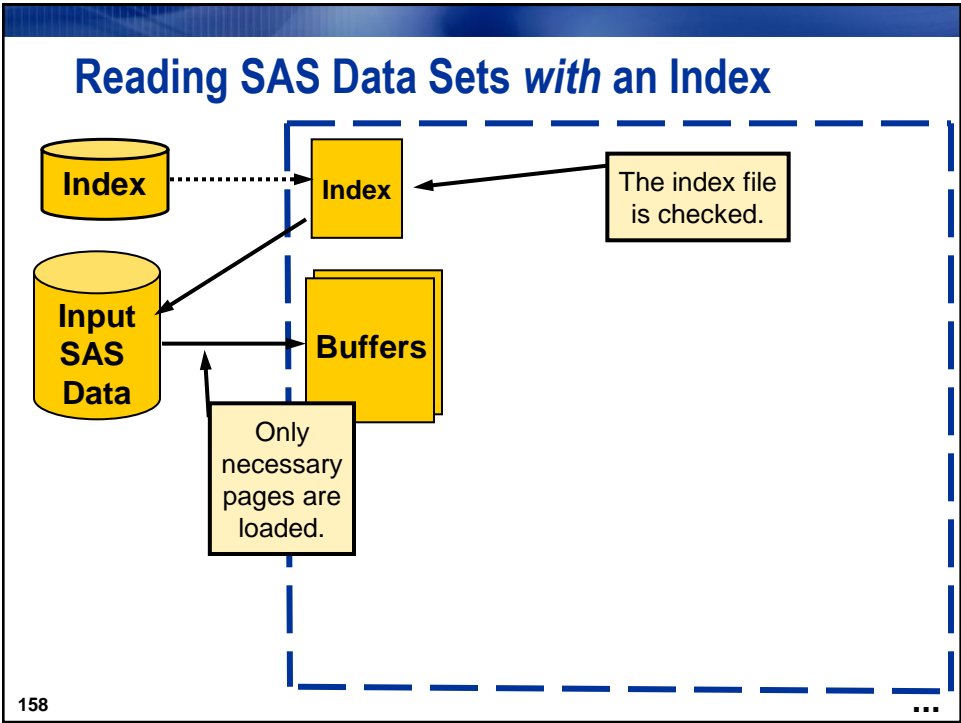 Reading SAS Data Sets with an Index
Index
Index
The index file
is checked.
Input
SAS
Data
Buffers
Only
necessary
pages are
loaded.
158
...